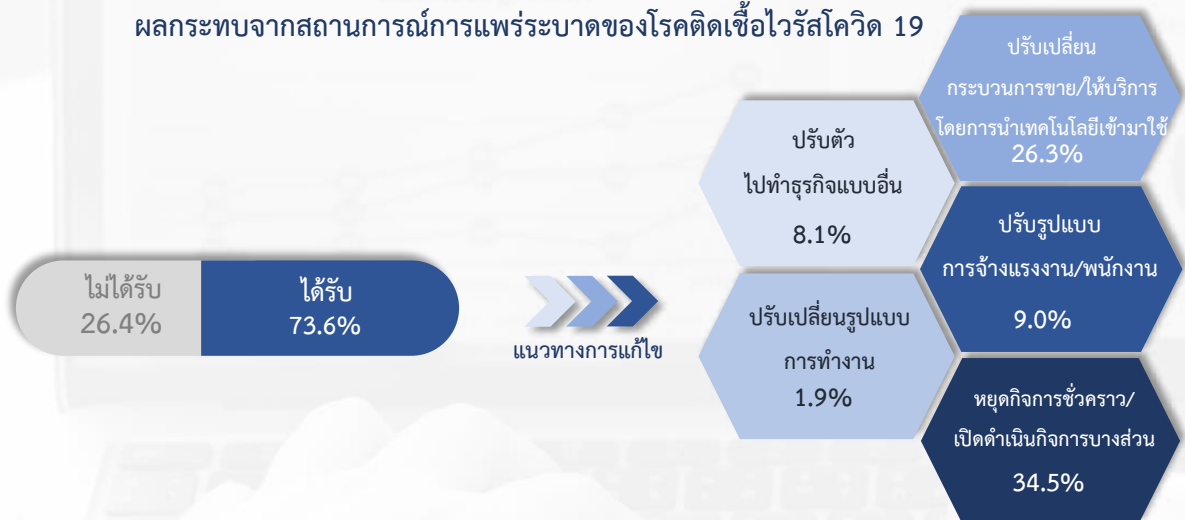 ผลกระทบจากสถานการณ์การแพร่ระบาดของโรคติดเชื้อไวรัสโควิด 19
ไม่ได้รับ
26.4%
ได้รับ
73.6%
แนวทางการแก้ไข
ปรับตัว
ไปทำธุรกิจแบบอื่น
8.1%
ปรับเปลี่ยนรูปแบบ
การทำงาน
1.9%
ปรับเปลี่ยน
กระบวนการขาย/ให้บริการ
โดยการนำเทคโนโลยีเข้ามาใช้
26.3%
ปรับรูปแบบ
การจ้างแรงงาน/พนักงาน
9.0%
หยุดกิจการชั่วคราว/
เปิดดำเนินกิจการบางส่วน
34.5%